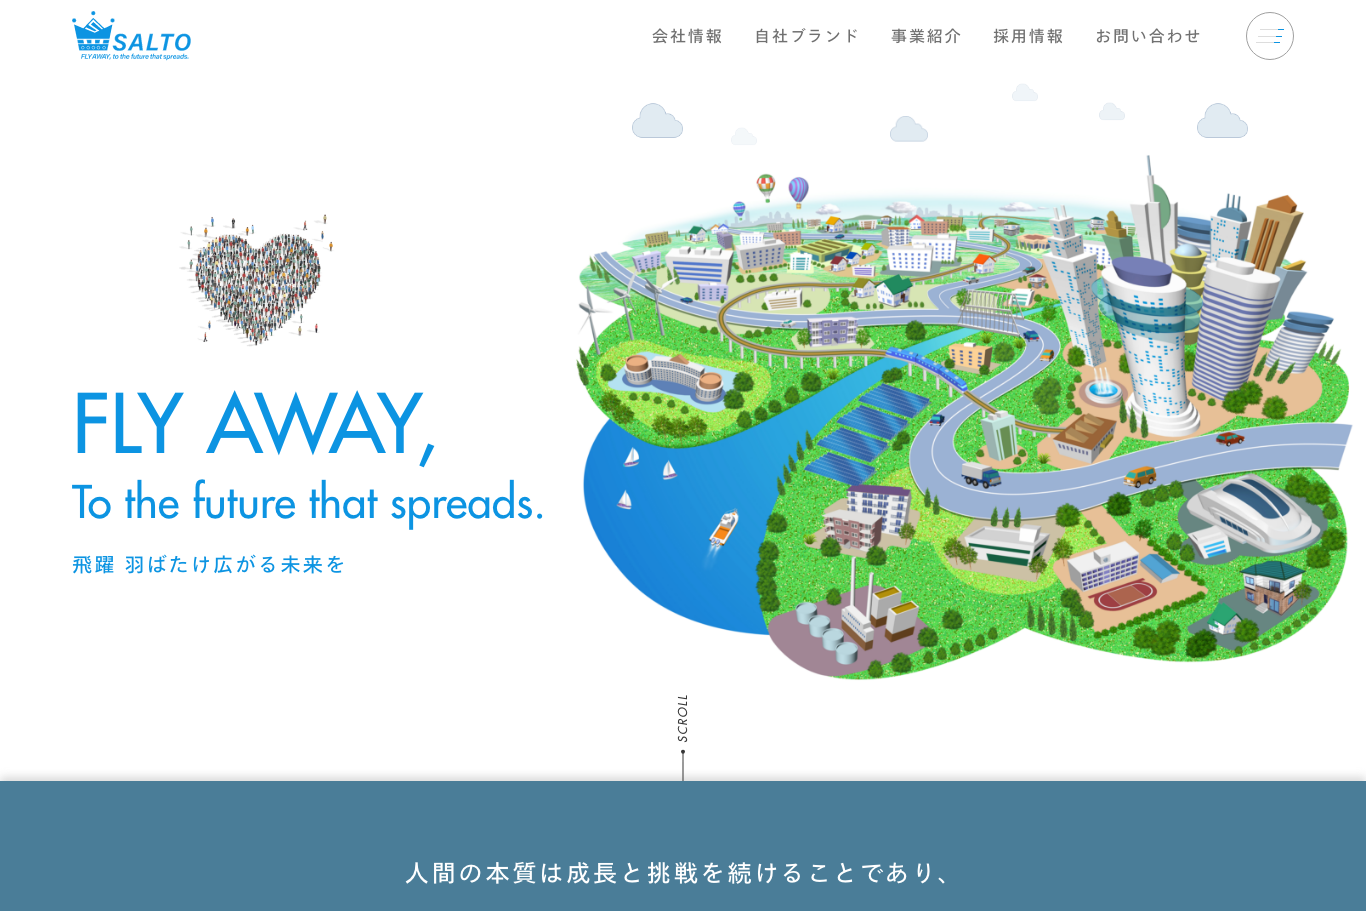 SALTO
FLY AWAY, to the future that spreads.
会社情報
自社ブランド
事業紹介
採用情報
お問い合わせ
FLY AWAY,
To the future that spreads.
飛躍 羽ばたけ広がる未来を
SCROLL
人間の本質は成長と挑戦を続けることであり、